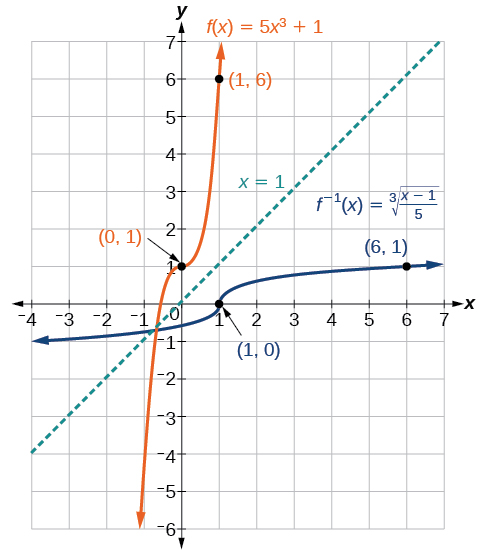 y
f(x) = 5x³ + 1
7
6
(1, 6)
5
4
3
x = 1
f⁻¹(x) = ∛((x − 1)/5)
2
(0, 1)
(6, 1)
1
x
−4 −3 −2 −1 0 1 2 3 4 5 6 7
(1, 0)
−1
−2
−3
−4
−5
−6